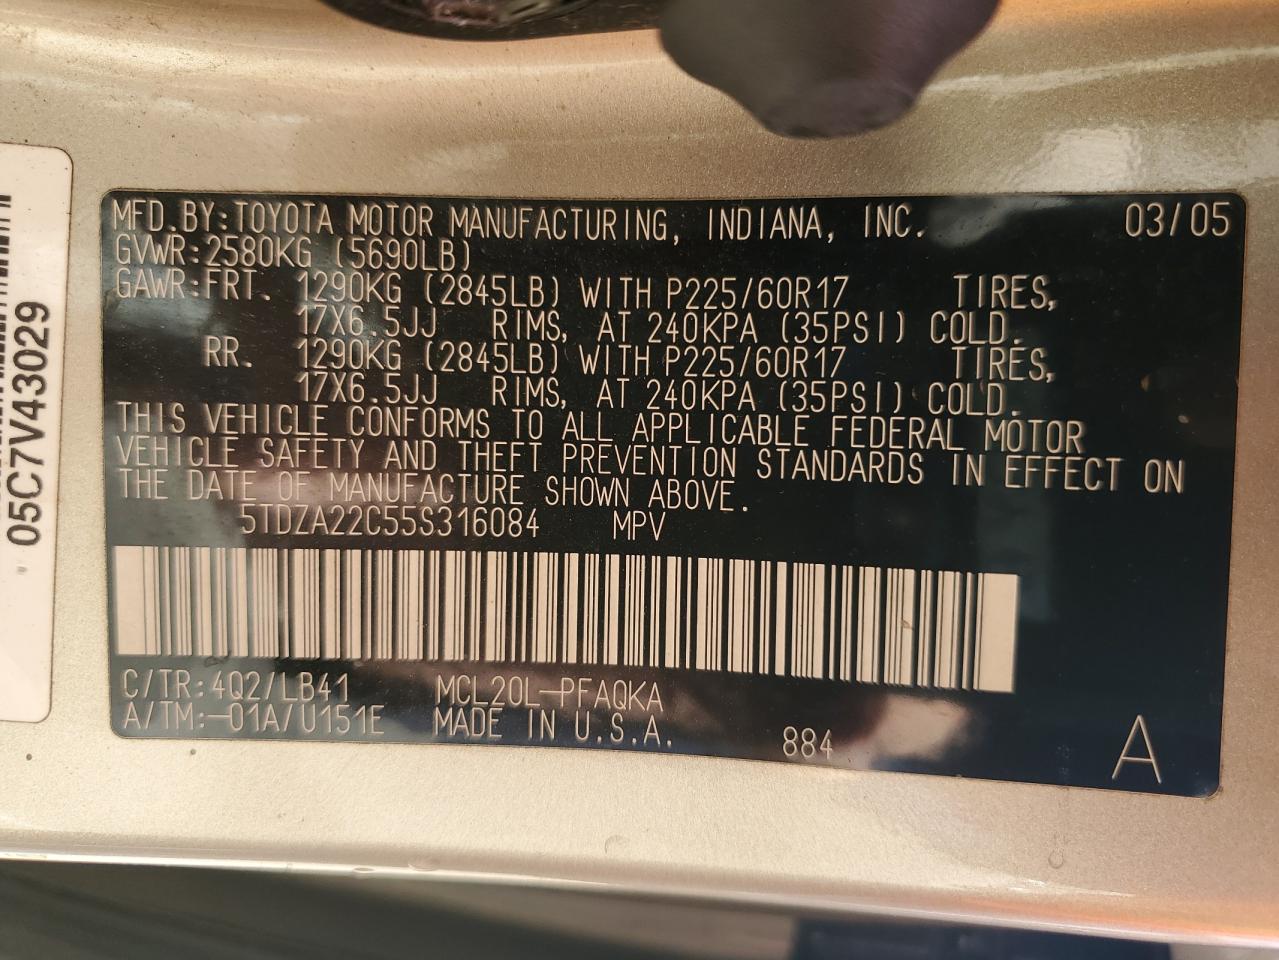 MFD.BY:TOYOTA MOTOR MANUFACTURING, INDIANA, INC. 03/05
GVWR:2580KG (5690LB)
GAWR:FRT. 1290KG (2845LB) WITH P225/60R17 TIRES,
17X6.5JJ RIMS, AT 240KPA (35PSI) COLD.
RR. 1290KG (2845LB) WITH P225/60R17 TIRES,
17X6.5JJ RIMS, AT 240KPA (35PSI) COLD.
THIS VEHICLE CONFORMS TO ALL APPLICABLE FEDERAL MOTOR
VEHICLE SAFETY AND THEFT PREVENTION STANDARDS IN EFFECT ON
THE DATE OF MANUFACTURE SHOWN ABOVE.
5TDZA22C55S316084 MPV
C/TR:4Q2/LB41 MCL20L-PFAQKA
A/TM:-01A/U151E MADE IN U.S.A. 884 A
05C7V43029